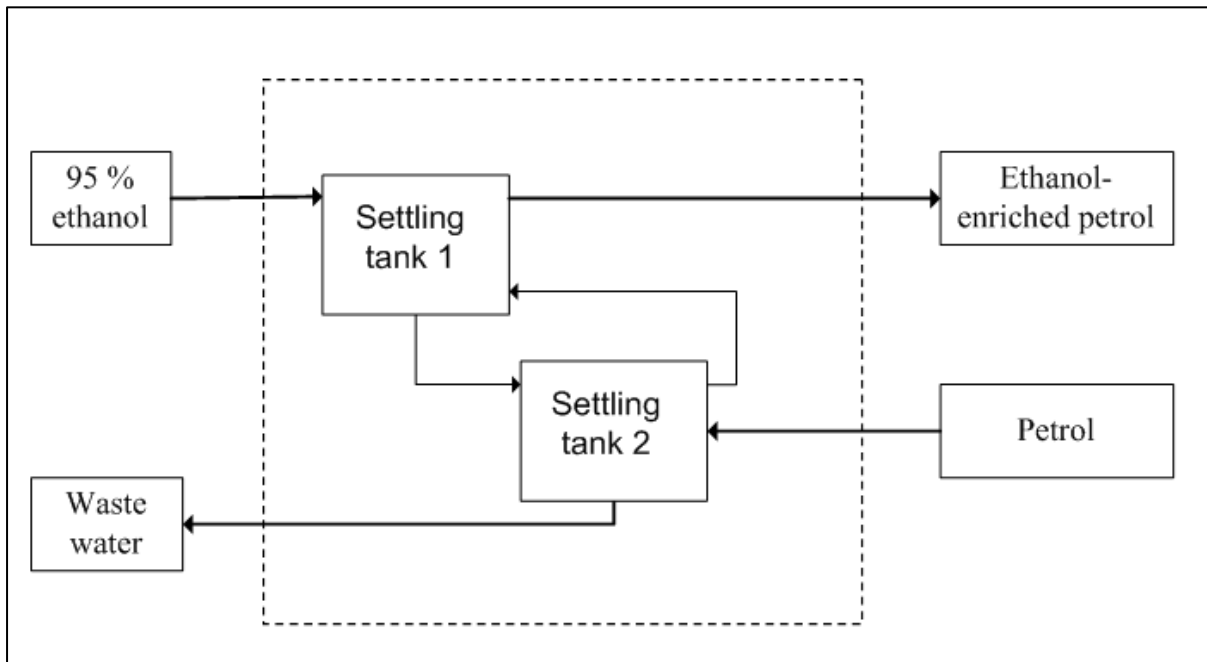 95 %
ethanol
Settling
tank 1
Ethanol-
enriched petrol
Settling
tank 2
Petrol
Waste
water